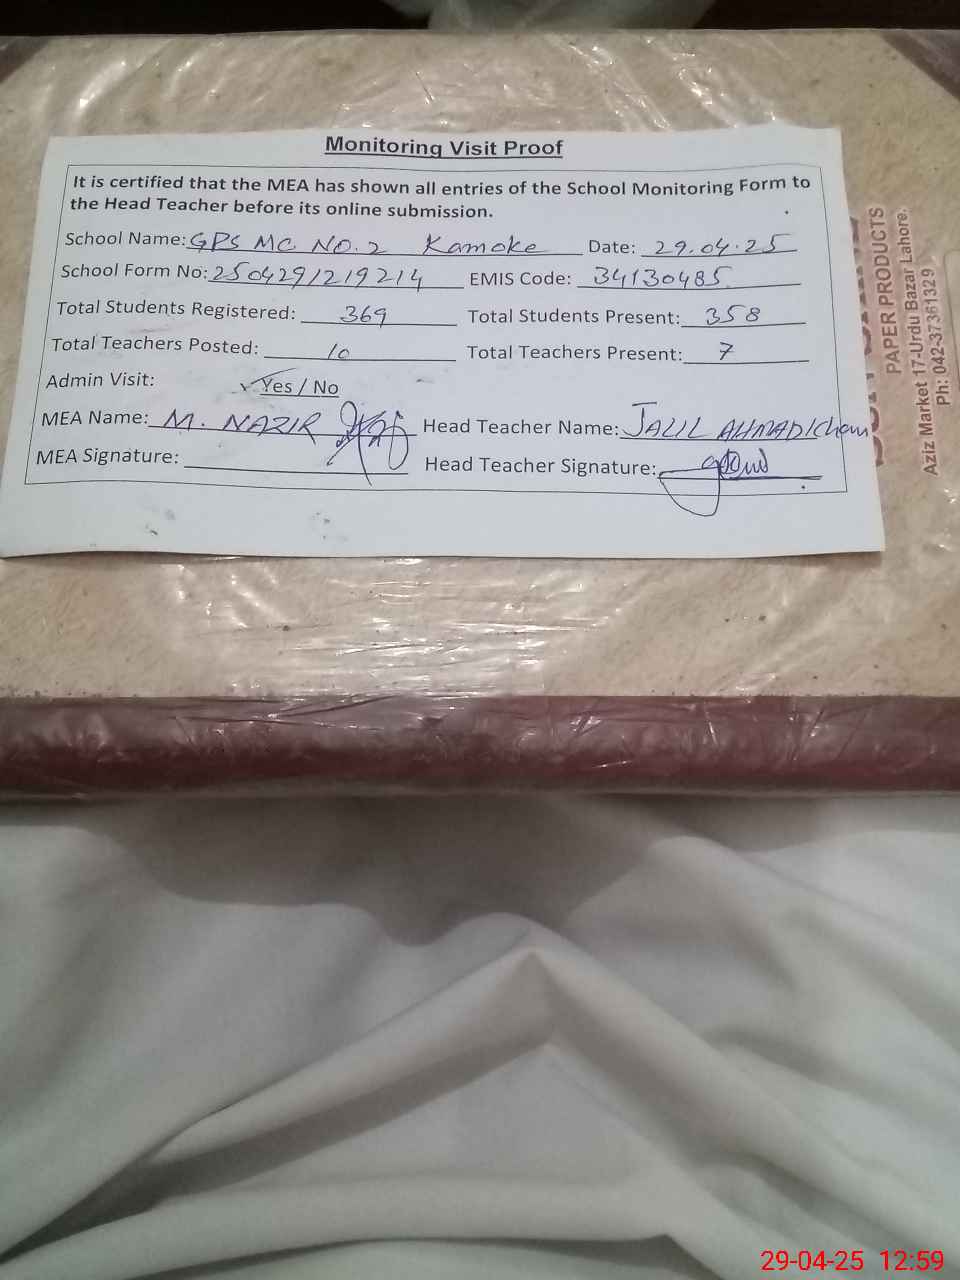 Monitoring Visit Proof
It is certified that the MEA has shown all entries of the School Monitoring Form to
the Head Teacher before its online submission.
School Name: GPS MC NO.2 Kamoke Date: 29.04.25
School Form No: 2504291219214 EMIS Code: 34130485
Total Students Registered: 369 Total Students Present: 358
Total Teachers Posted: 10 Total Teachers Present: 7
Admin Visit: Yes / No
MEA Name: M. NAZIR Head Teacher Name: JALIL AHMAD
MEA Signature: Head Teacher Signature:
PAPER PRODUCTS
Aziz Market 17-Urdu Bazar Lahore.
Ph: 042-37361329
29-04-25 12:59